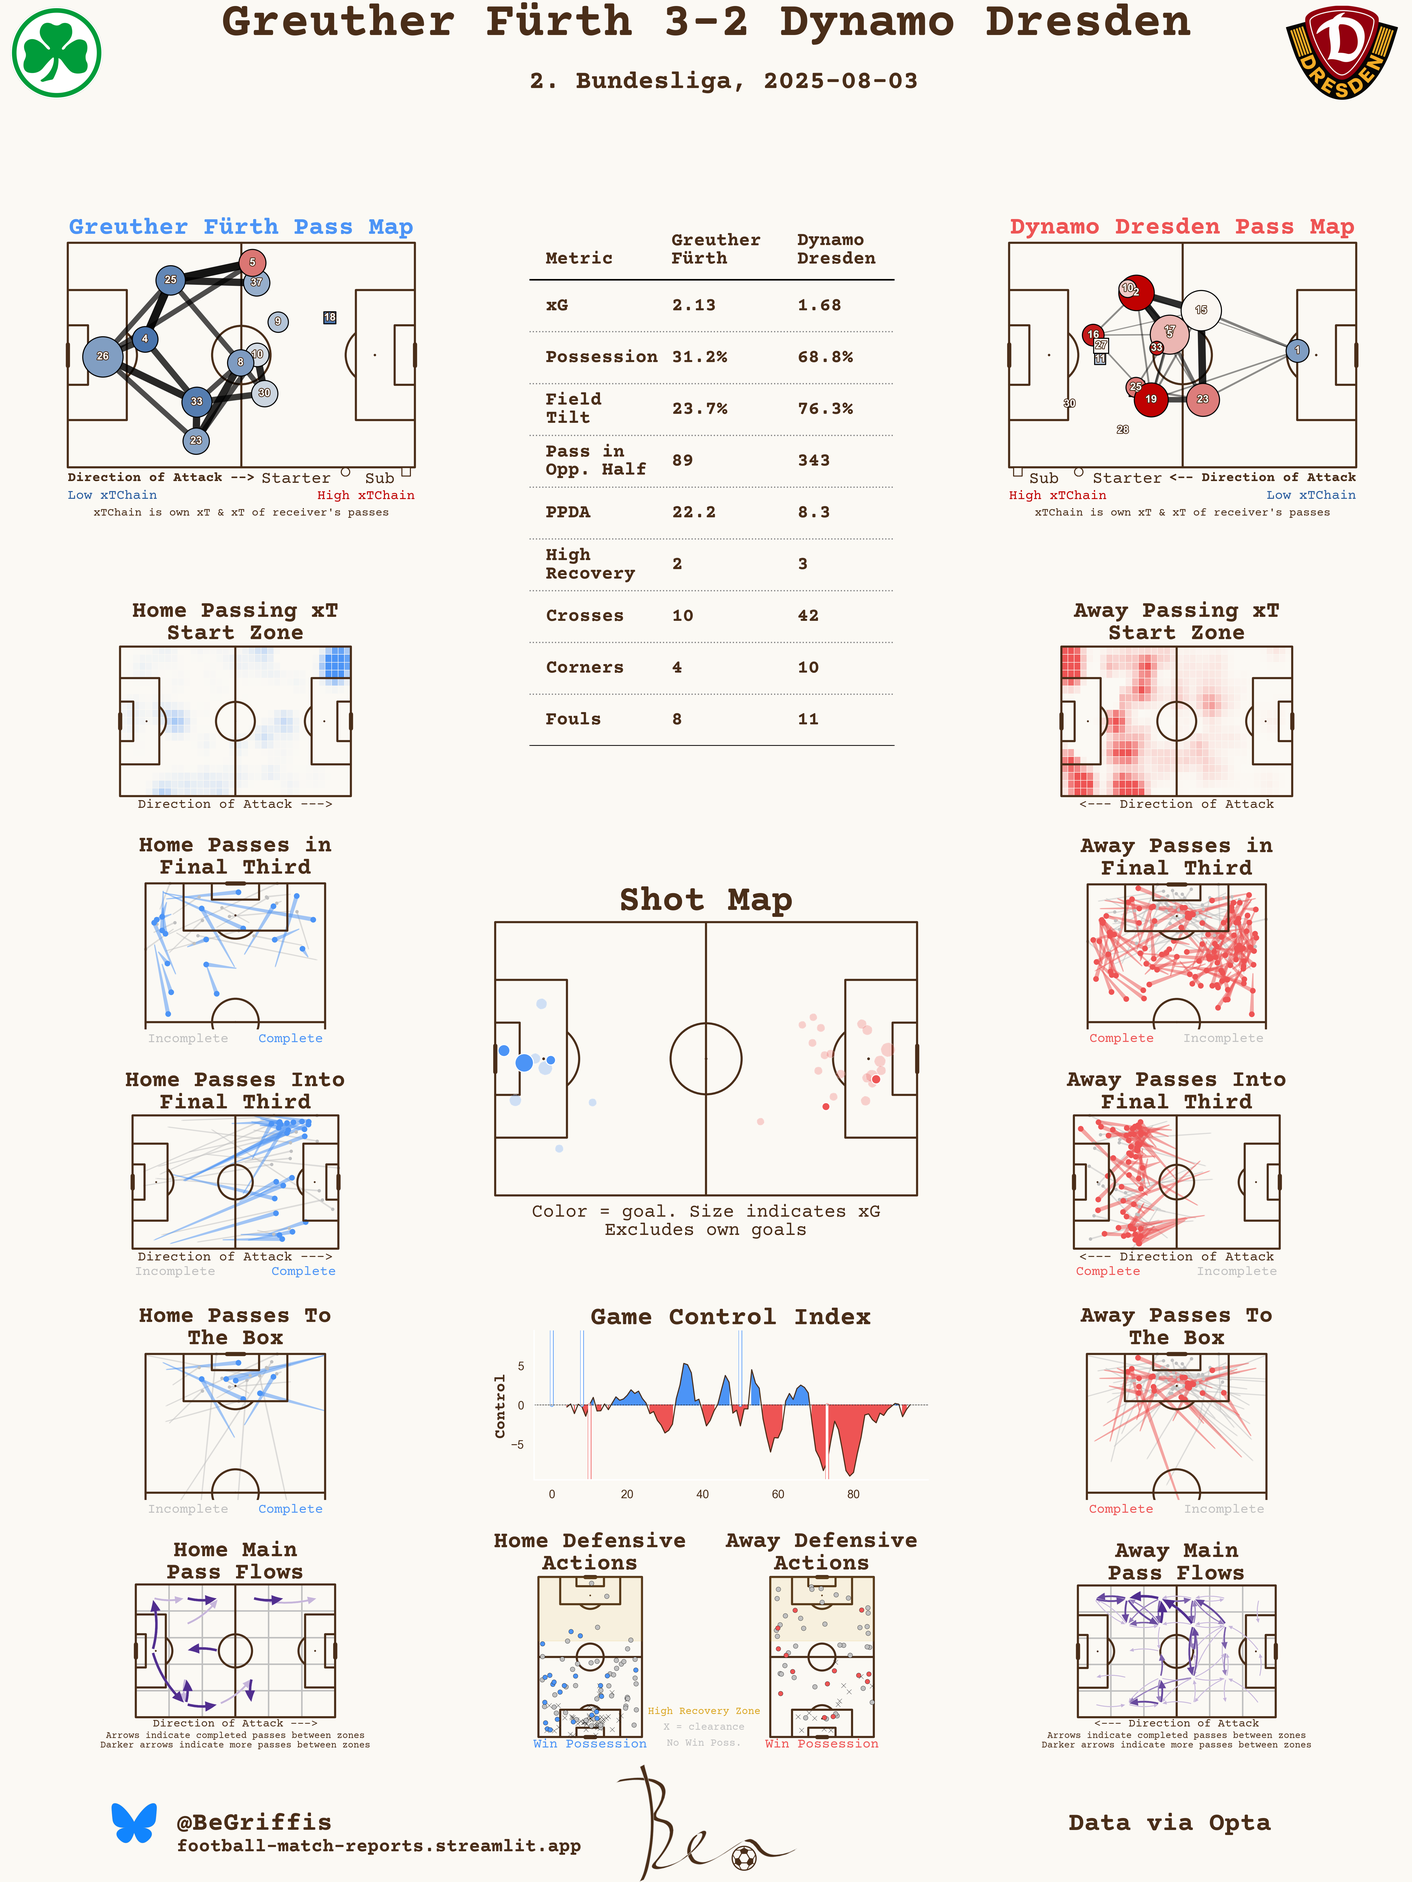 Greuther Fürth 3-2 Dynamo Dresden
2. Bundesliga, 2025-08-03
DRESDEN
Greuther Fürth Pass Map
5
25
37
9
18
4
26
10
8
30
33
23
Direction of Attack --> Starter Sub
Low xTChain High xTChain
xTChain is own xT & xT of receiver's passes
Metric Greuther Fürth Dynamo Dresden
xG 2.13 1.68
Possession 31.2% 68.8%
Field Tilt 23.7% 76.3%
Pass in Opp. Half 89 343
PPDA 22.2 8.3
High Recovery 2 3
Crosses 10 42
Corners 4 10
Fouls 8 11
Dynamo Dresden Pass Map
10 2
15
16
17
5
27
33
11
1
25
19
23
30
28
Sub Starter <-- Direction of Attack
High xTChain Low xTChain
xTChain is own xT & xT of receiver's passes
Home Passing xT
Start Zone
Direction of Attack --->
Away Passing xT
Start Zone
<--- Direction of Attack
Home Passes in
Final Third
Incomplete Complete
Away Passes in
Final Third
Complete Incomplete
Shot Map
Color = goal. Size indicates xG
Excludes own goals
Home Passes Into
Final Third
Direction of Attack --->
Incomplete Complete
Away Passes Into
Final Third
<--- Direction of Attack
Complete Incomplete
Home Passes To
The Box
Incomplete Complete
Game Control Index
Control
5
0
−5
0 20 40 60 80
Away Passes To
The Box
Complete Incomplete
Home Main
Pass Flows
Direction of Attack --->
Arrows indicate completed passes between zones
Darker arrows indicate more passes between zones
Home Defensive
Actions
Win Possession
High Recovery Zone
X = clearance
No Win Poss.
Away Defensive
Actions
Win Possession
Away Main
Pass Flows
<--- Direction of Attack
Arrows indicate completed passes between zones
Darker arrows indicate more passes between zones
@BeGriffis
football-match-reports.streamlit.app
Ben
Data via Opta